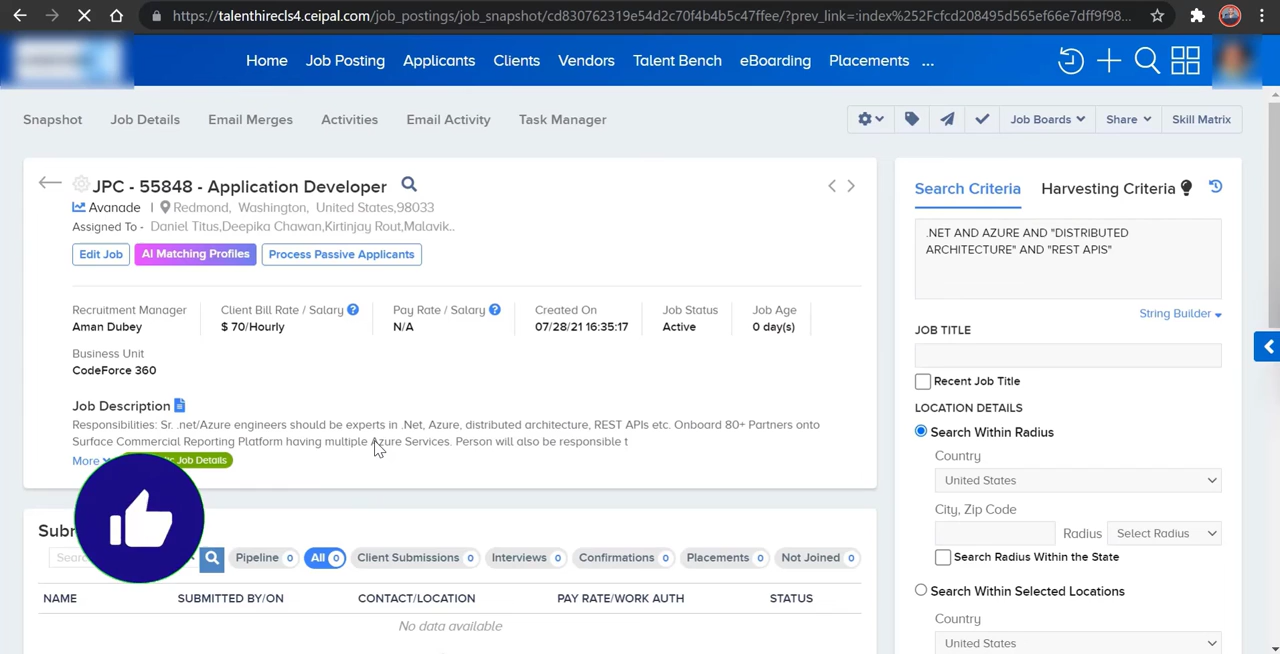 https://talenthirecls4.ceipal.com/job_postings/job_snapshot/cd830762319e54d2c70f4b4b5c47ffee/?prev_link=:index%252Fcfcd208495d565ef66e7dff9f98...
Home Job Posting Applicants Clients Vendors Talent Bench eBoarding Placements ...
Snapshot Job Details Email Merges Activities Email Activity Task Manager Job Boards Share Skill Matrix
JPC - 55848 - Application Developer
Avanade | Redmond, Washington, United States,98033
Assigned To - Daniel Titus,Deepika Chawan,Kirtinjay Rout,Malavik..
Edit Job AI Matching Profiles Process Passive Applicants
Recruitment Manager Client Bill Rate / Salary ? Pay Rate / Salary ? Created On Job Status Job Age
Aman Dubey $ 70/Hourly N/A 07/28/21 16:35:17 Active 0 day(s)
Business Unit
CodeForce 360
Job Description
Responsibilities: Sr. .net/Azure engineers should be experts in .Net, Azure, distributed architecture, REST APIs etc. Onboard 80+ Partners onto
Surface Commercial Reporting Platform having multiple Azure Services. Person will also be responsible t
More Job Details
Search Criteria Harvesting Criteria
.NET AND AZURE AND "DISTRIBUTED
ARCHITECTURE" AND "REST APIS"
String Builder
JOB TITLE
Recent Job Title
LOCATION DETAILS
Search Within Radius
Country
United States
City, Zip Code
Radius Select Radius
Search Radius Within the State
Search Within Selected Locations
Country
United States
Pipeline 0 All 0 Client Submissions 0 Interviews 0 Confirmations 0 Placements 0 Not Joined 0
NAME SUBMITTED BY/ON CONTACT/LOCATION PAY RATE/WORK AUTH STATUS
No data available